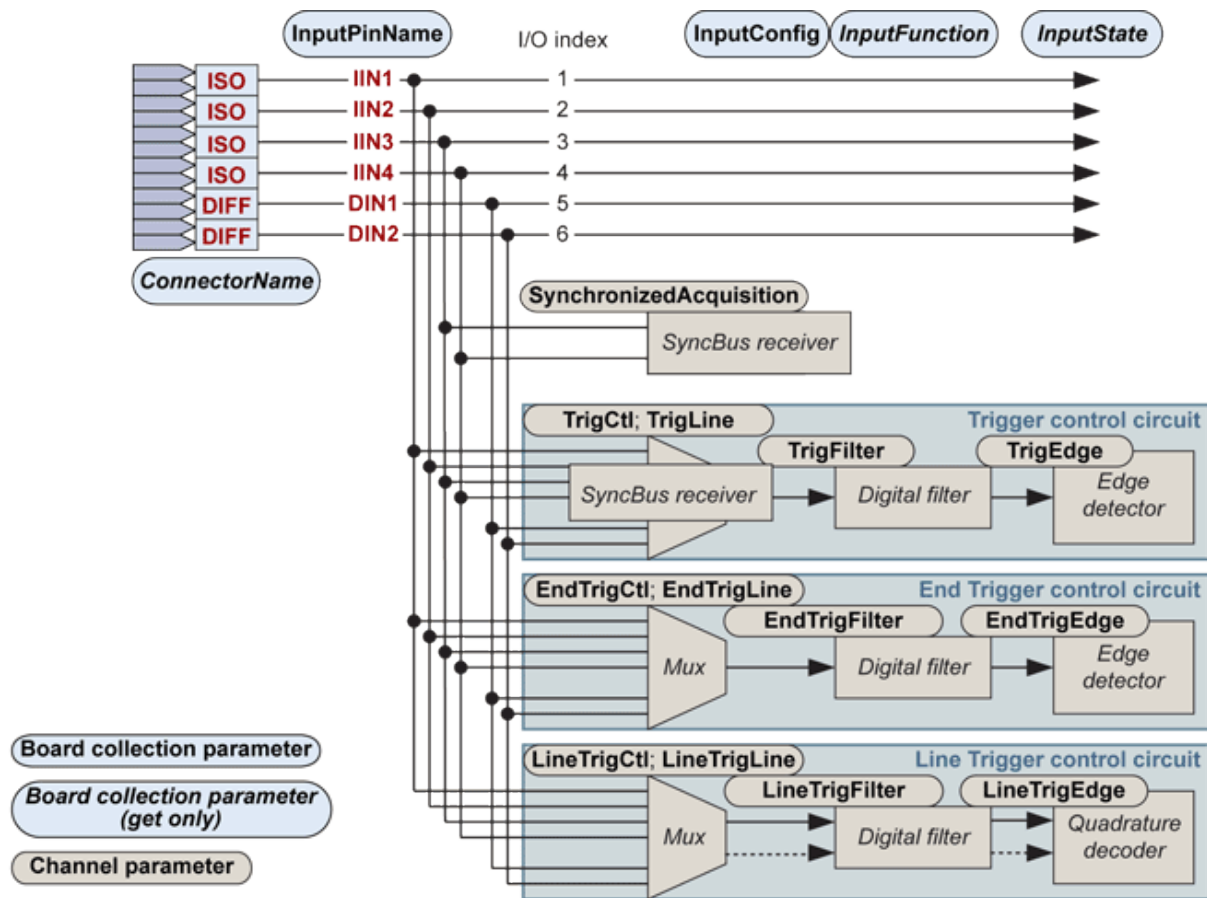 InputPinName
I/O index
InputConfig
InputFunction
InputState
ISO IIN1 1
ISO IIN2 2
ISO IIN3 3
ISO IIN4 4
DIFF DIN1 5
DIFF DIN2 6
ConnectorName
SynchronizedAcquisition
SyncBus receiver
TrigCtl; TrigLine
Trigger control circuit
TrigFilter
TrigEdge
SyncBus receiver
Digital filter
Edge
detector
EndTrigCtl; EndTrigLine
End Trigger control circuit
EndTrigFilter
EndTrigEdge
Mux
Digital filter
Edge
detector
LineTrigCtl; LineTrigLine
Line Trigger control circuit
LineTrigFilter
LineTrigEdge
Mux
Digital filter
Quadrature
decoder
Board collection parameter
Board collection parameter
(get only)
Channel parameter